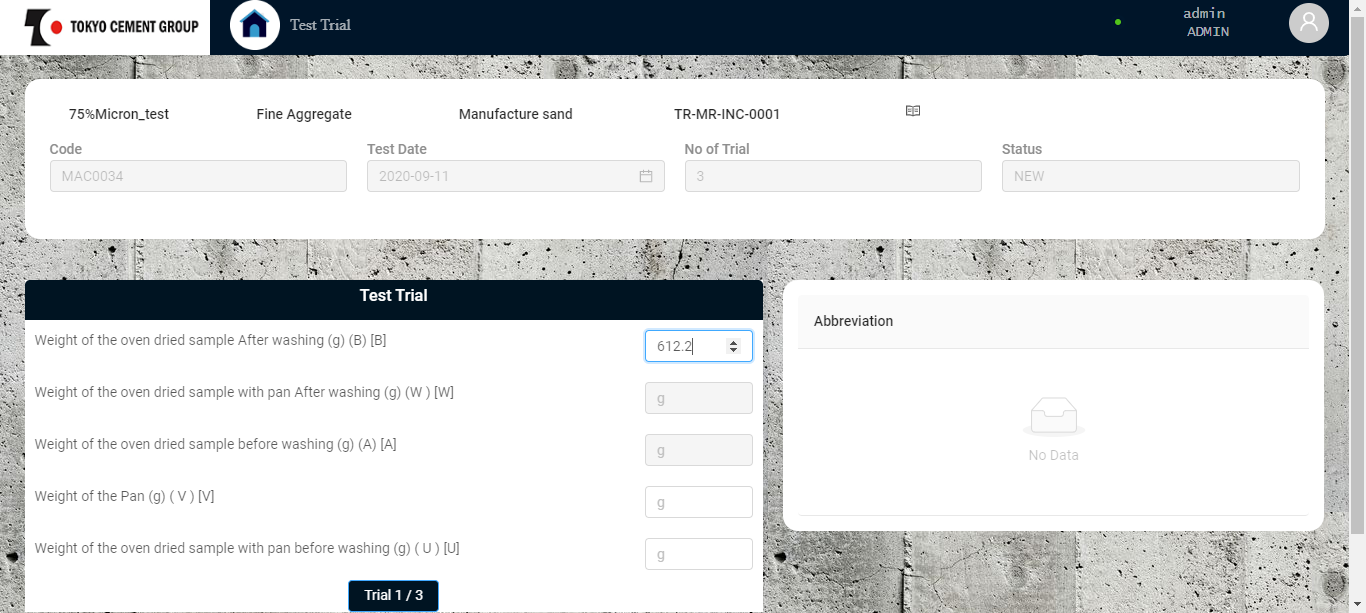 TOKYO CEMENT GROUP
Test Trial
admin
ADMIN
75%Micron_test
Fine Aggregate
Manufacture sand
TR-MR-INC-0001
Code
Test Date
No of Trial
Status
MAC0034
2020-09-11
3
NEW
Test Trial
Weight of the oven dried sample After washing (g) (B) [B]
612.2
Weight of the oven dried sample with pan After washing (g) (W ) [W]
g
Weight of the oven dried sample before washing (g) (A) [A]
g
Weight of the Pan (g) ( V ) [V]
g
Weight of the oven dried sample with pan before washing (g) ( U ) [U]
g
Trial 1 / 3
Abbreviation
No Data